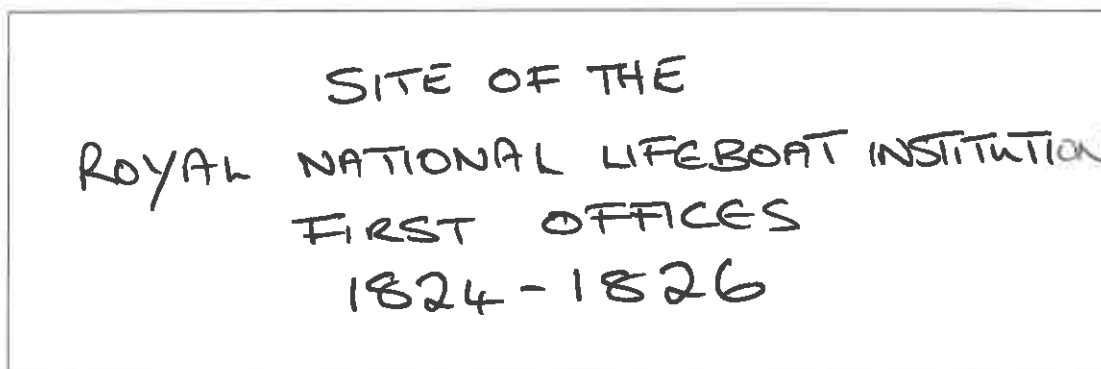 SITE OF THE
ROYAL NATIONAL LIFEBOAT INSTITUTION
FIRST OFFICES
1824-1826